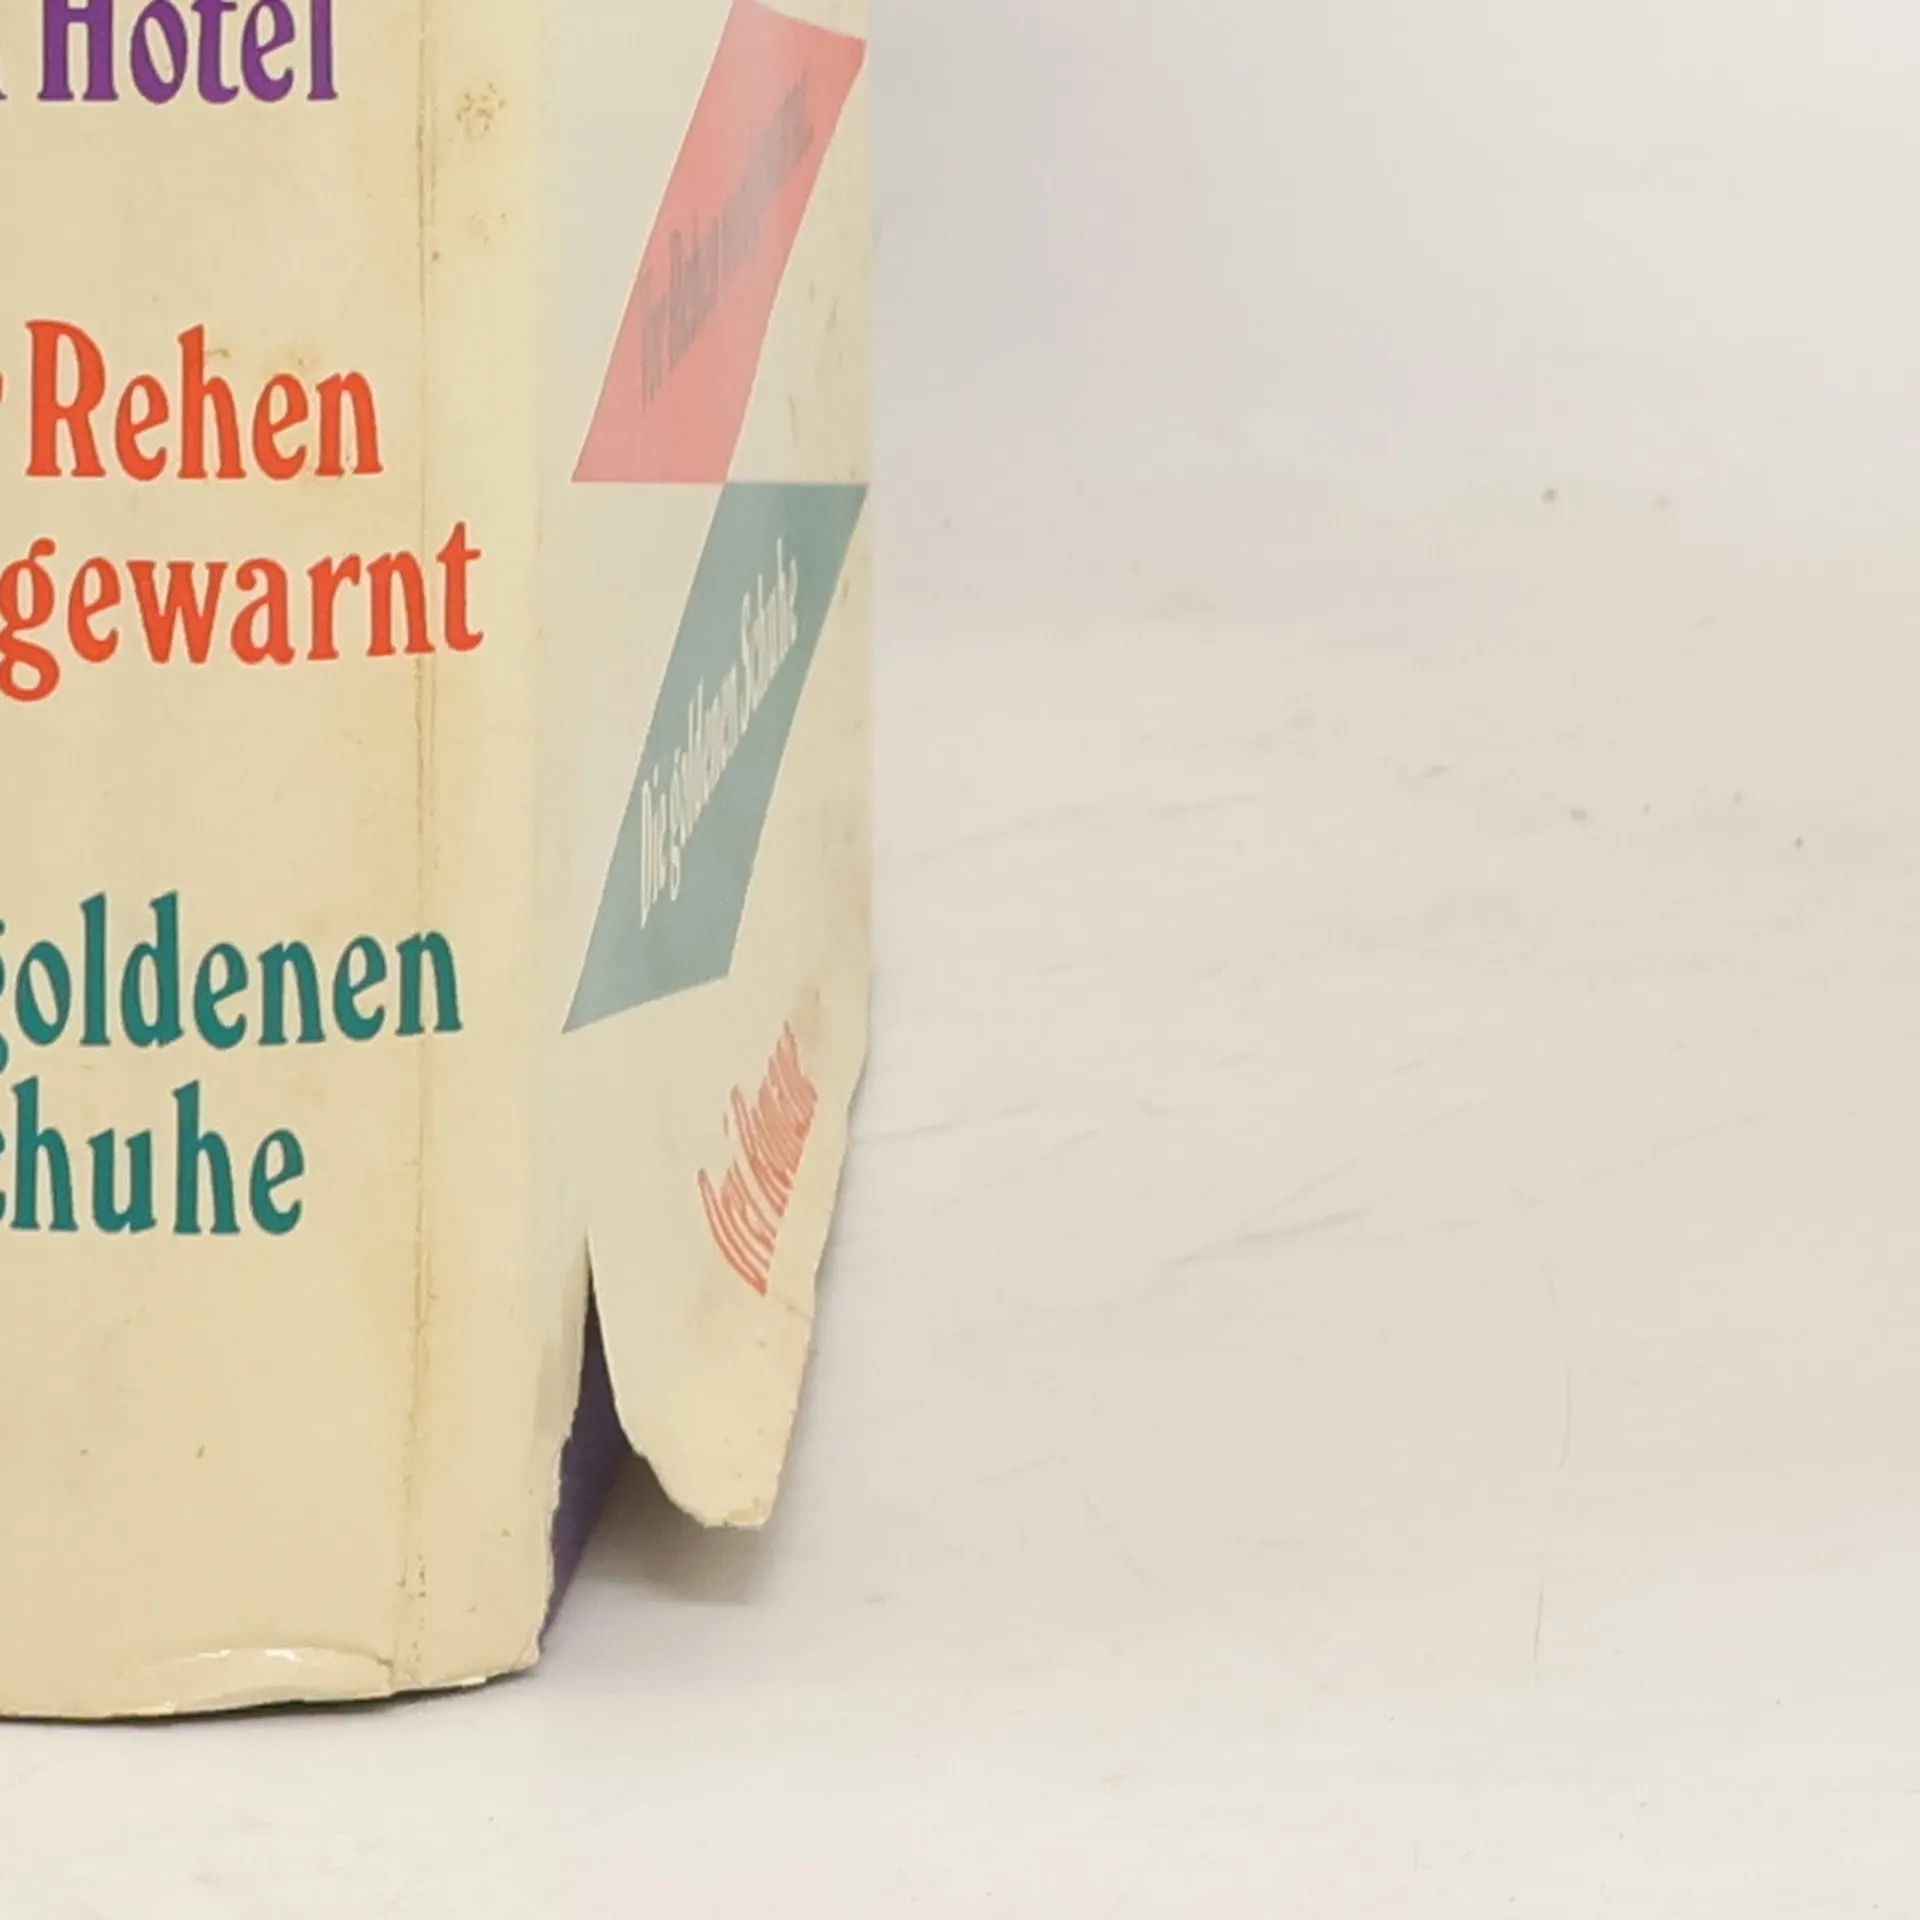 Hotel
Rehen
gewarnt
goldenen
chuhe
Die goldenen Schuhe